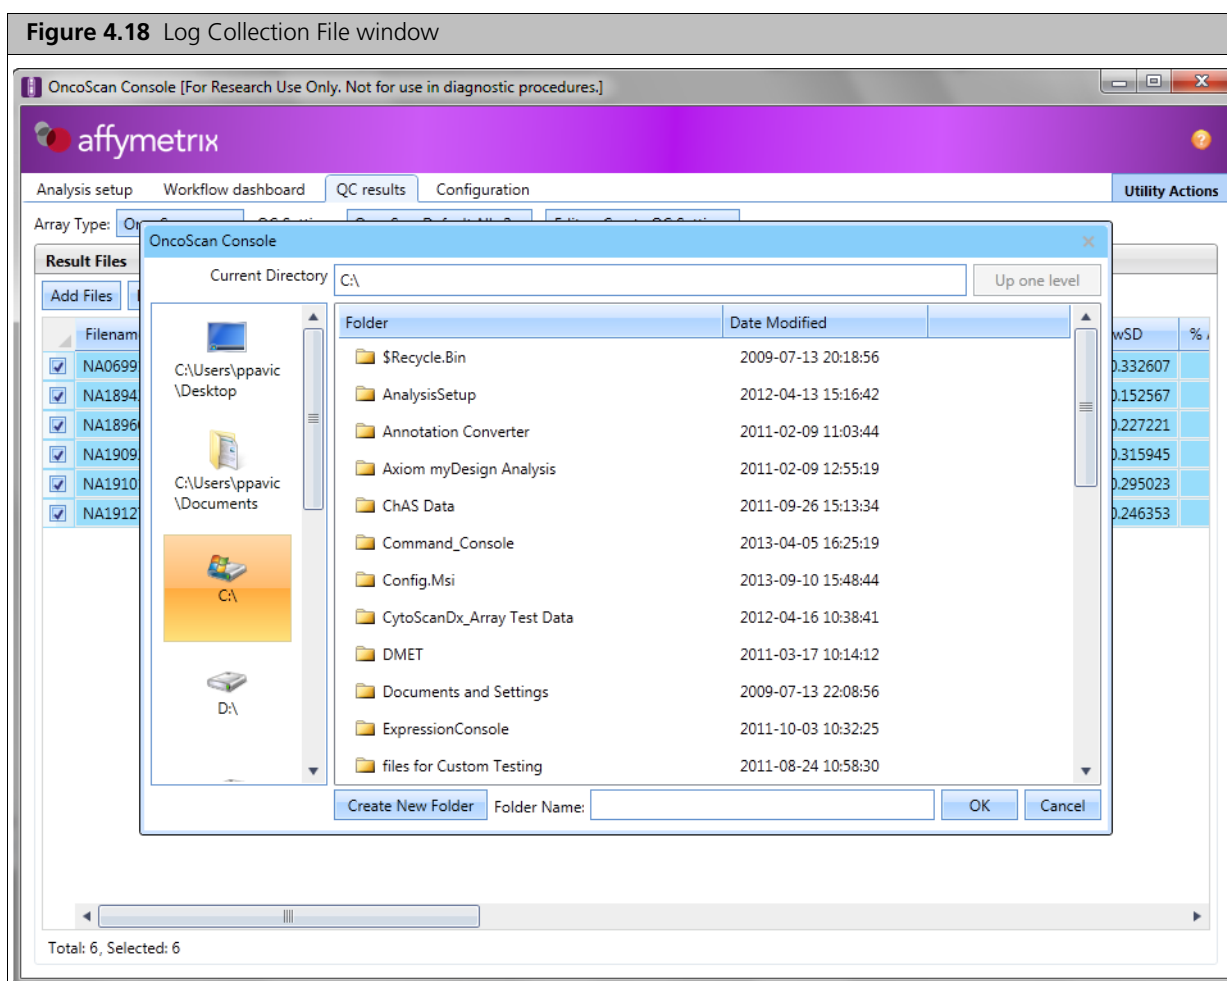 Figure 4.18 Log Collection File window
OncoScan Console [For Research Use Only. Not for use in diagnostic procedures.]
affymetrix
Analysis setup Workflow dashboard QC results Configuration Utility Actions
Array Type:
OncoScan Console
Result Files
Current Directory C:\ Up one level
Add Files
Folder Date Modified
Filenam wSD %
$Recycle.Bin 2009-07-13 20:18:56
NA0699 0.332607
C:\Users\ppavic
\Desktop
AnalysisSetup 2012-04-13 15:16:42
NA1894 0.152567
Annotation Converter 2011-02-09 11:03:44
NA1896 0.227221
NA1909 0.315945
Axiom myDesign Analysis 2011-02-09 12:55:19
NA1910 0.295023
C:\Users\ppavic
\Documents
ChAS Data 2011-09-26 15:13:34
NA1912 0.246353
Command_Console 2013-04-05 16:25:19
Config.Msi 2013-09-10 15:48:44
C:\
CytoScanDx_Array Test Data 2012-04-16 10:38:41
DMET 2011-03-17 10:14:12
Documents and Settings 2009-07-13 22:08:56
D:\
ExpressionConsole 2011-10-03 10:32:25
files for Custom Testing 2011-08-24 10:58:30
Create New Folder Folder Name: OK Cancel
Total: 6, Selected: 6